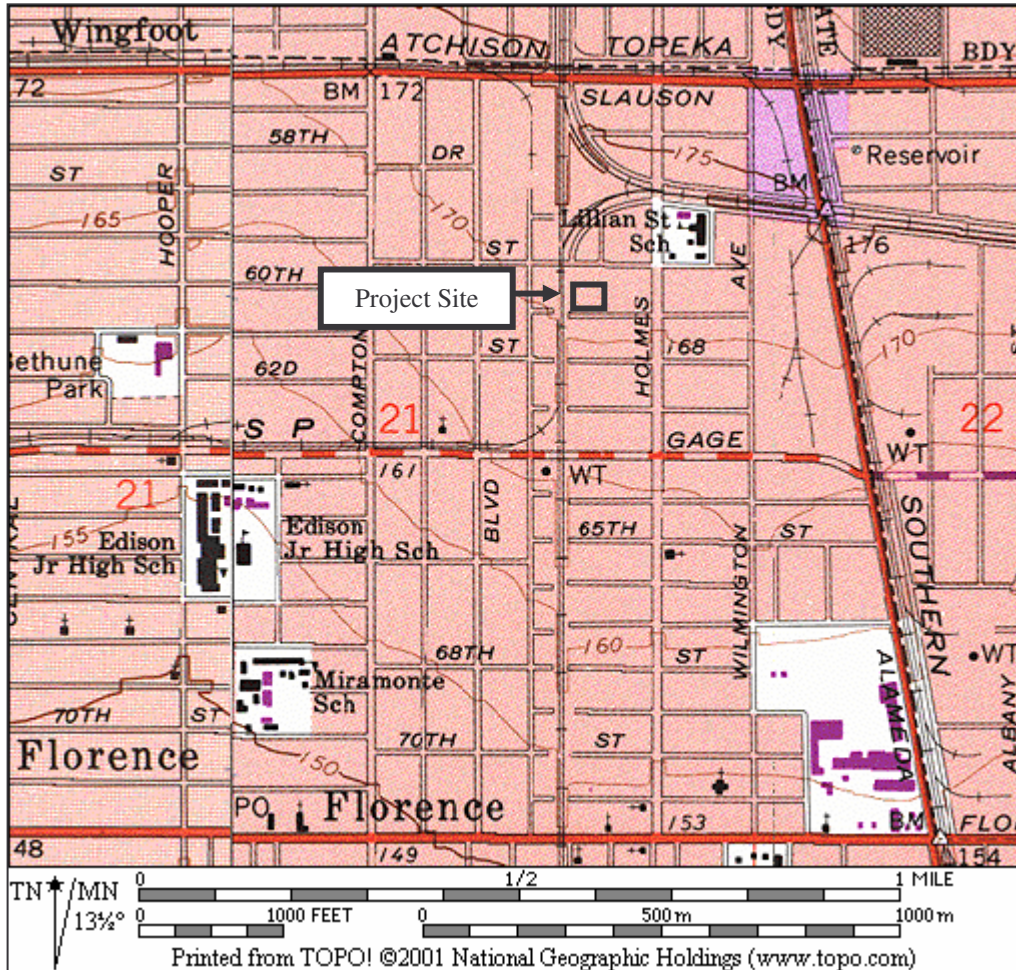 Wingfoot
ATCHISON TOPEKA
BDY
ATE
BDY
72
BM 172
SLAUSON
58TH
DR
175
Reservoir
ST
HOOPER
165
170
BM
Lillian St
Sch
176
ST
AVE
60TH
Project Site
HOLMES
ST
168
170
COMPTON
Bethune
Park
62D
21
22
S P
GAGE
161
WT
WT
21
BLVD
155
Edison
Jr High Sch
Edison
Jr High Sch
65TH
ST
SOUTHERN
WILMINGTON
160
68TH
ST
WT
Miramonte
Sch
ALAMEDA
ALBANY
70TH
ST
70TH
ST
Florence
150
PO
Florence
153
BM
FLO
48
149
154
TN
MN
13½°
0
1/2
1 MILE
0
1000 FEET
0
500 m
1000 m
Printed from TOPO! ©2001 National Geographic Holdings (www.topo.com)